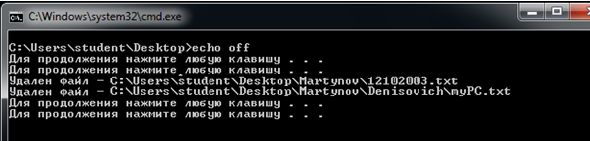 C:\Windows\system32\cmd.exe
C:\Users\student\Desktop>echo off
Для продолжения нажмите любую клавишу . . .
Для продолжения нажмите любую клавишу . . .
Удален файл - C:\Users\student\Desktop\Martynov\12102003.txt
Удален файл - C:\Users\student\Desktop\Martynov\Denisovich\myPC.txt
Для продолжения нажмите любую клавишу . . .
Для продолжения нажмите любую клавишу . . .